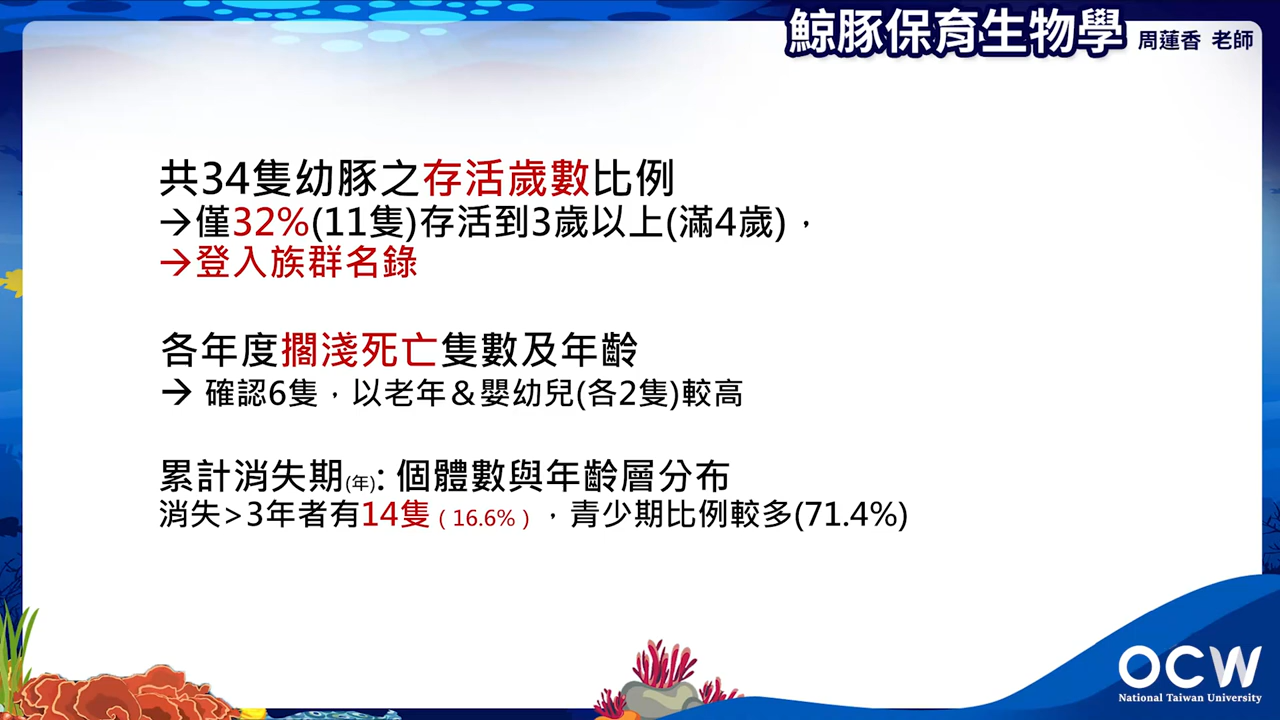 鯨豚保育生物學 周蓮香 老師
共34隻幼豚之存活歲數比例
→僅32%(11隻)存活到3歲以上(滿4歲)，
→登入族群名錄
各年度擱淺死亡隻數及年齡
→ 確認6隻，以老年＆嬰幼兒(各2隻)較高
累計消失期(年): 個體數與年齡層分布
消失>3年者有14隻（16.6%），青少期比例較多(71.4%)
OCW
National Taiwan University